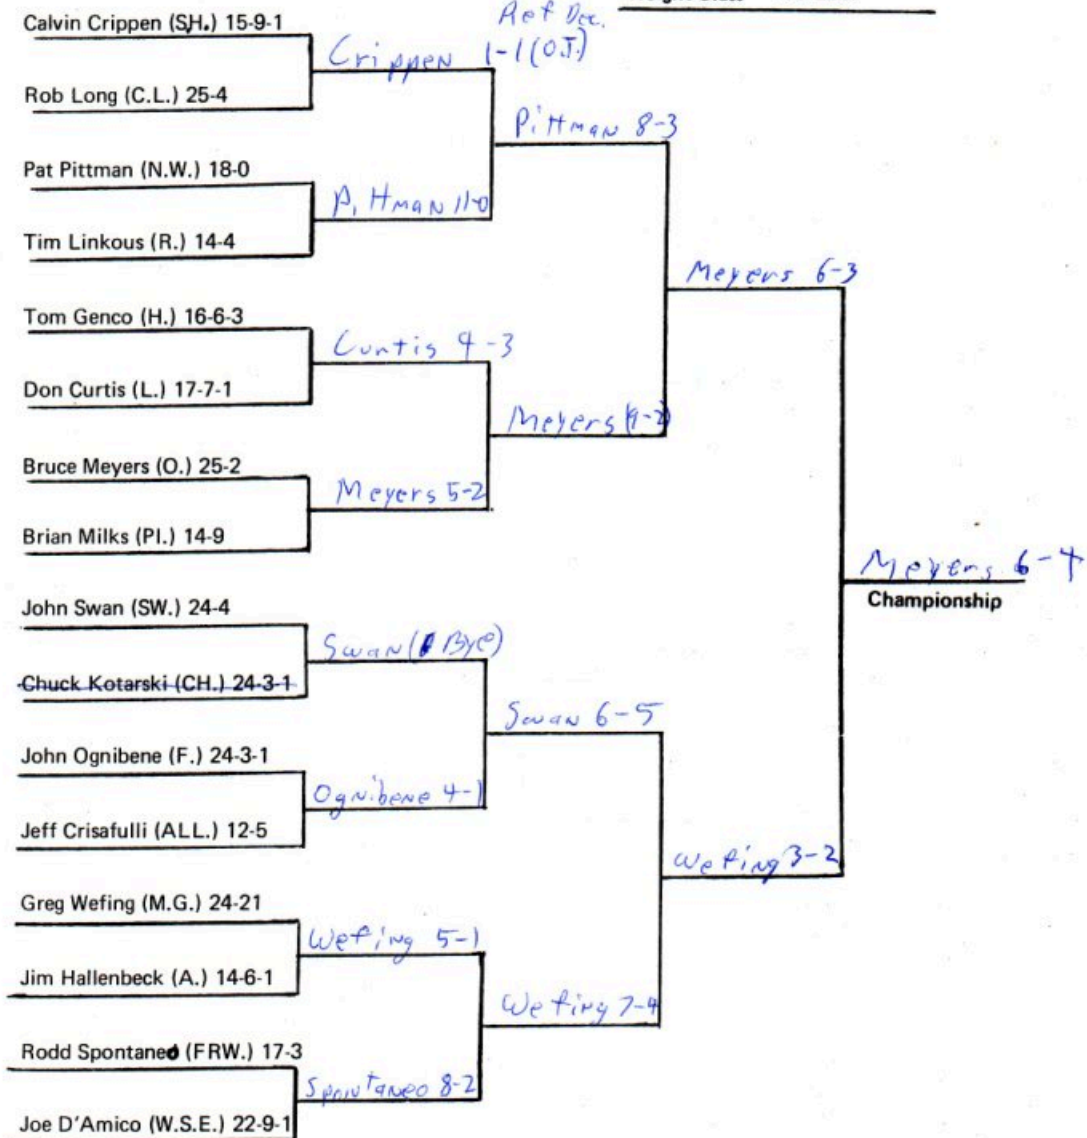 Calvin Crippen (S.H.) 15-9-1
Ref Dec.
Crippen 1-1 (O.T.)
Rob Long (C.L.) 25-4
Pittman 8-3
Pat Pittman (N.W.) 18-0
Pittman 11-0
Tim Linkous (R.) 14-4
Meyers 6-3
Tom Genco (H.) 16-6-3
Curtis 4-3
Don Curtis (L.) 17-7-1
Meyers
Bruce Meyers (O.) 25-2
Meyers 5-2
Brian Milks (PI.) 14-9
Meyers 6-4
Championship
John Swan (SW.) 24-4
Swan (Bye)
Chuck Kotarski (CH.) 24-3-1
Swan 6-5
John Ognibene (F.) 24-3-1
Ognibene 4-1
Jeff Crisafulli (ALL.) 12-5
Wefing 3-2
Greg Wefing (M.G.) 24-21
Wefing 5-1
Jim Hallenbeck (A.) 14-6-1
Wefing 7-4
Rodd Spontaneo (FRW.) 17-3
Spontaneo 8-2
Joe D'Amico (W.S.E.) 22-9-1